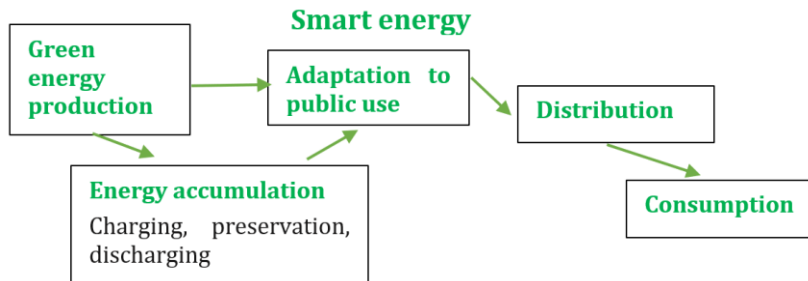 Smart energy
Green
energy
production
Adaptation to
public use
Distribution
Energy accumulation
Charging, preservation,
discharging
Consumption